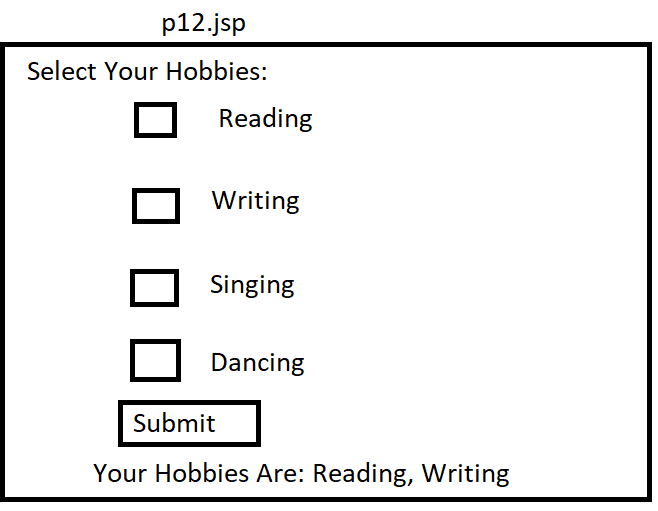 p12.jsp
Select Your Hobbies:
Reading
Writing
Singing
Dancing
Submit
Your Hobbies Are: Reading, Writing